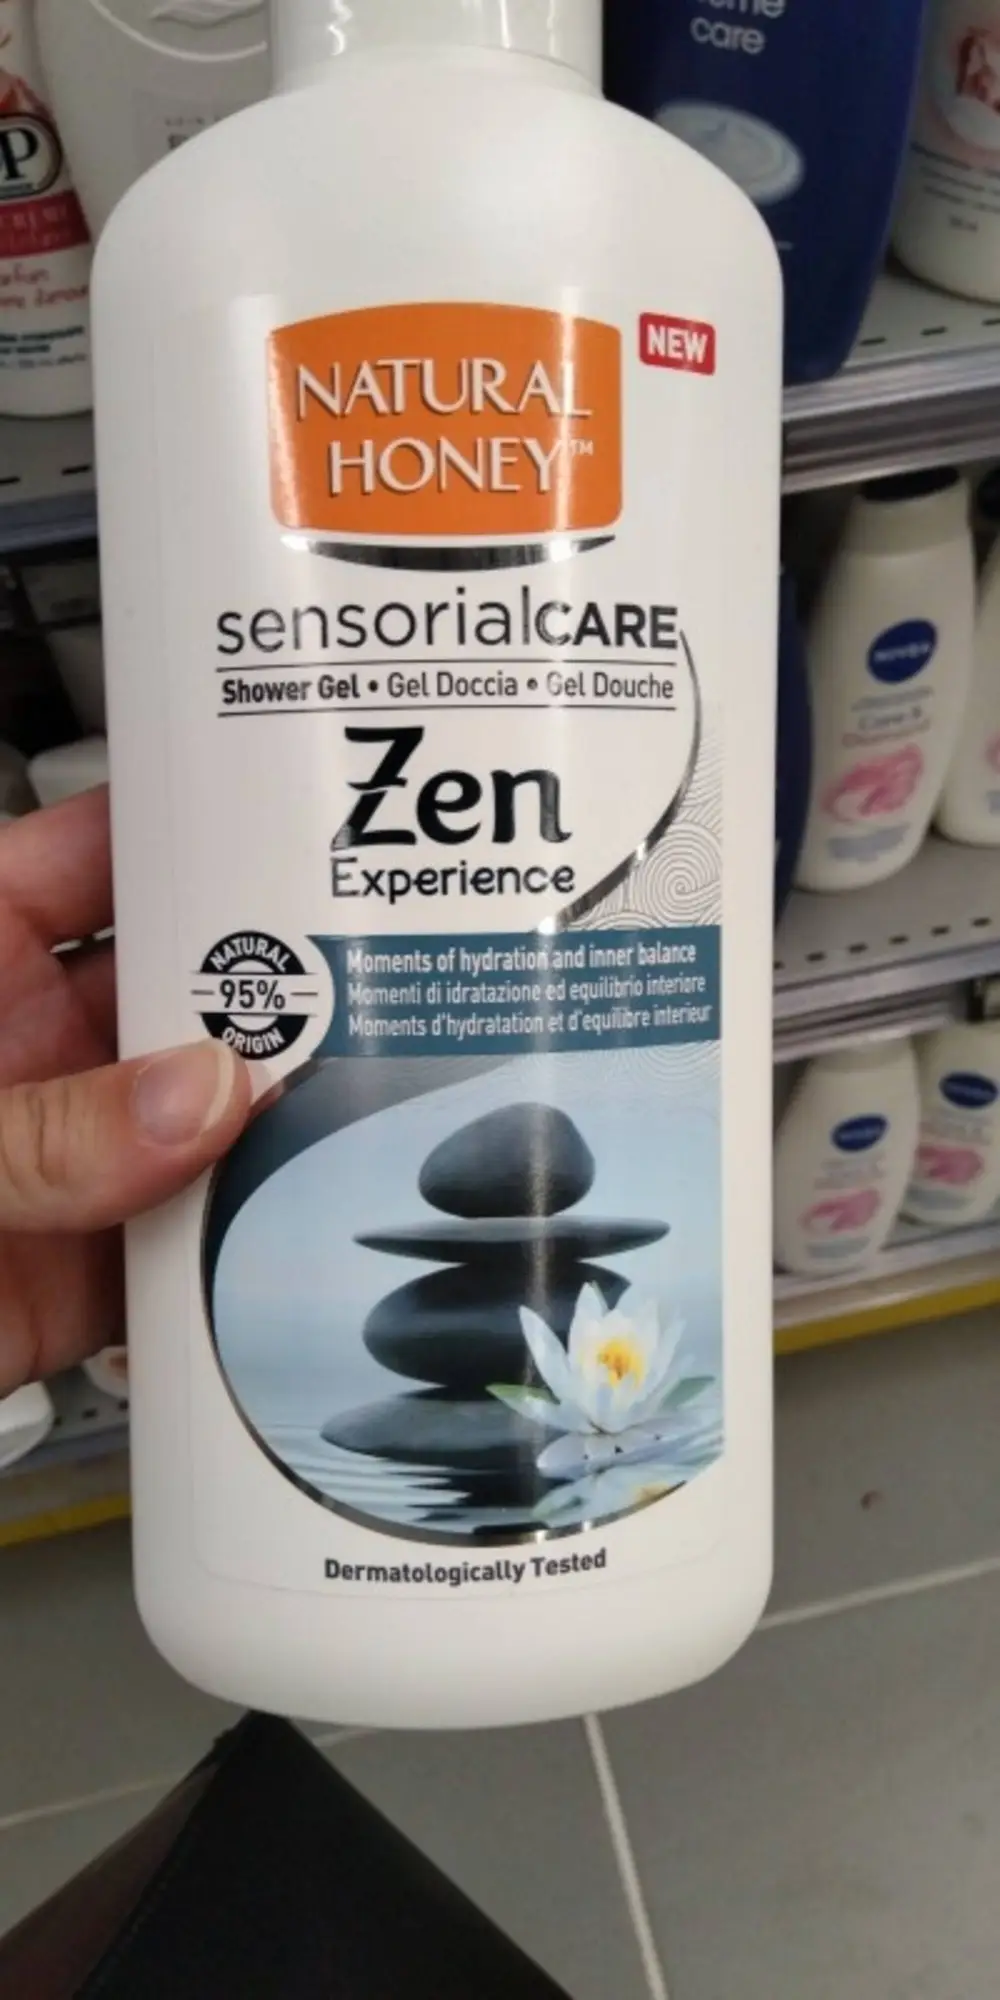 care
NATURAL
HONEY™
NEW
sensorialCARE
Shower Gel • Gel Doccia • Gel Douche
Zen
Experience
NATURAL
95%
ORIGIN
Moments of hydration and inner balance
Momenti di idratazione ed equilibrio interiore
Moments d'hydratation et d'equilibre interieur
Dermatologically Tested
NIVEA